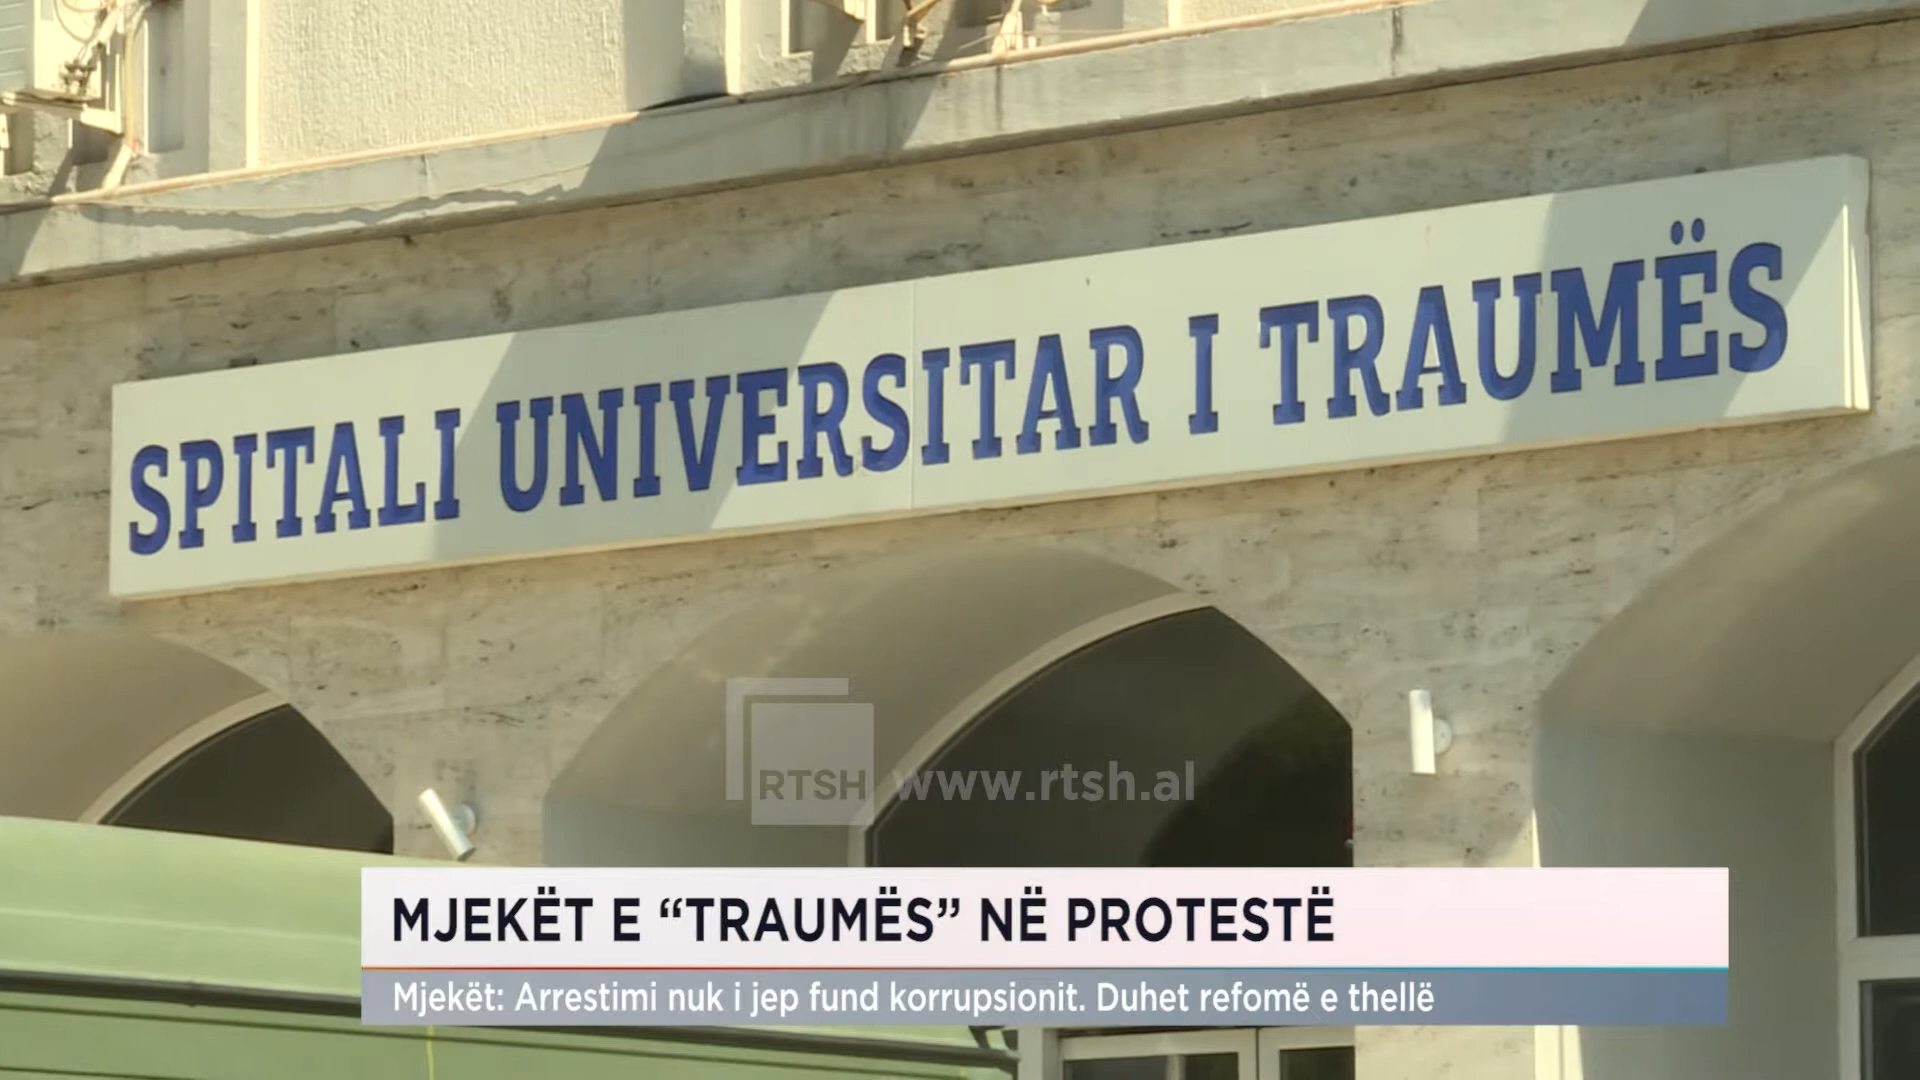 SPITALI UNIVERSITAR I TRAUMËS
RTSH www.rtsh.al
MJEKËT E “TRAUMËS” NË PROTESTË
Mjekët: Arrestimi nuk i jep fund korrupsionit. Duhet refomë e thellë